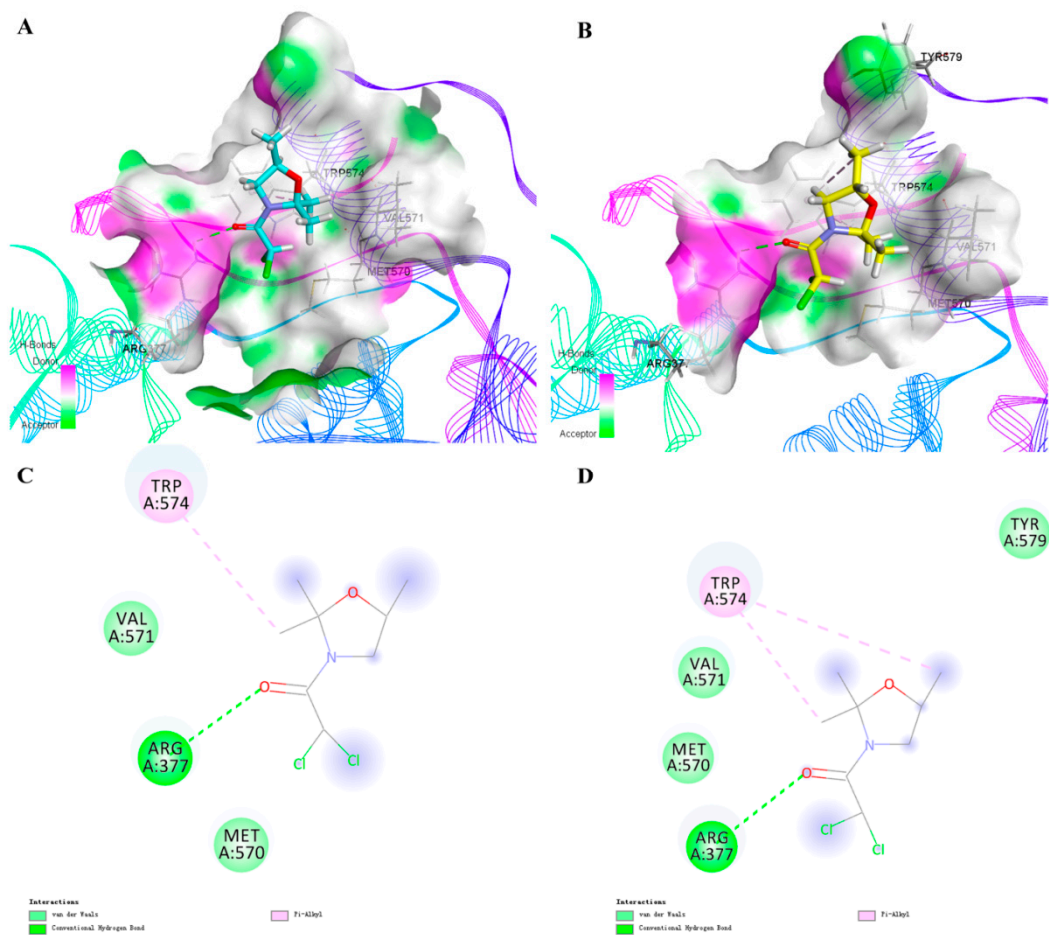 A
TRP574
VAL571
MET570
ARG377
H-Bonds
Donor
Acceptor
B
TYR579
TRP574
VAL571
MET570
ARG377
H-Bonds
Donor
Acceptor
C
TRP
A:574
VAL
A:571
O
N
O
ARG
A:377
Cl
Cl
MET
A:570
Interactions
van der Waals
Conventional Hydrogen Bond
Pi-Alkyl
D
TYR
A:579
TRP
A:574
VAL
A:571
O
MET
A:570
N
O
ARG
A:377
Cl
Cl
Interactions
van der Waals
Conventional Hydrogen Bond
Pi-Alkyl